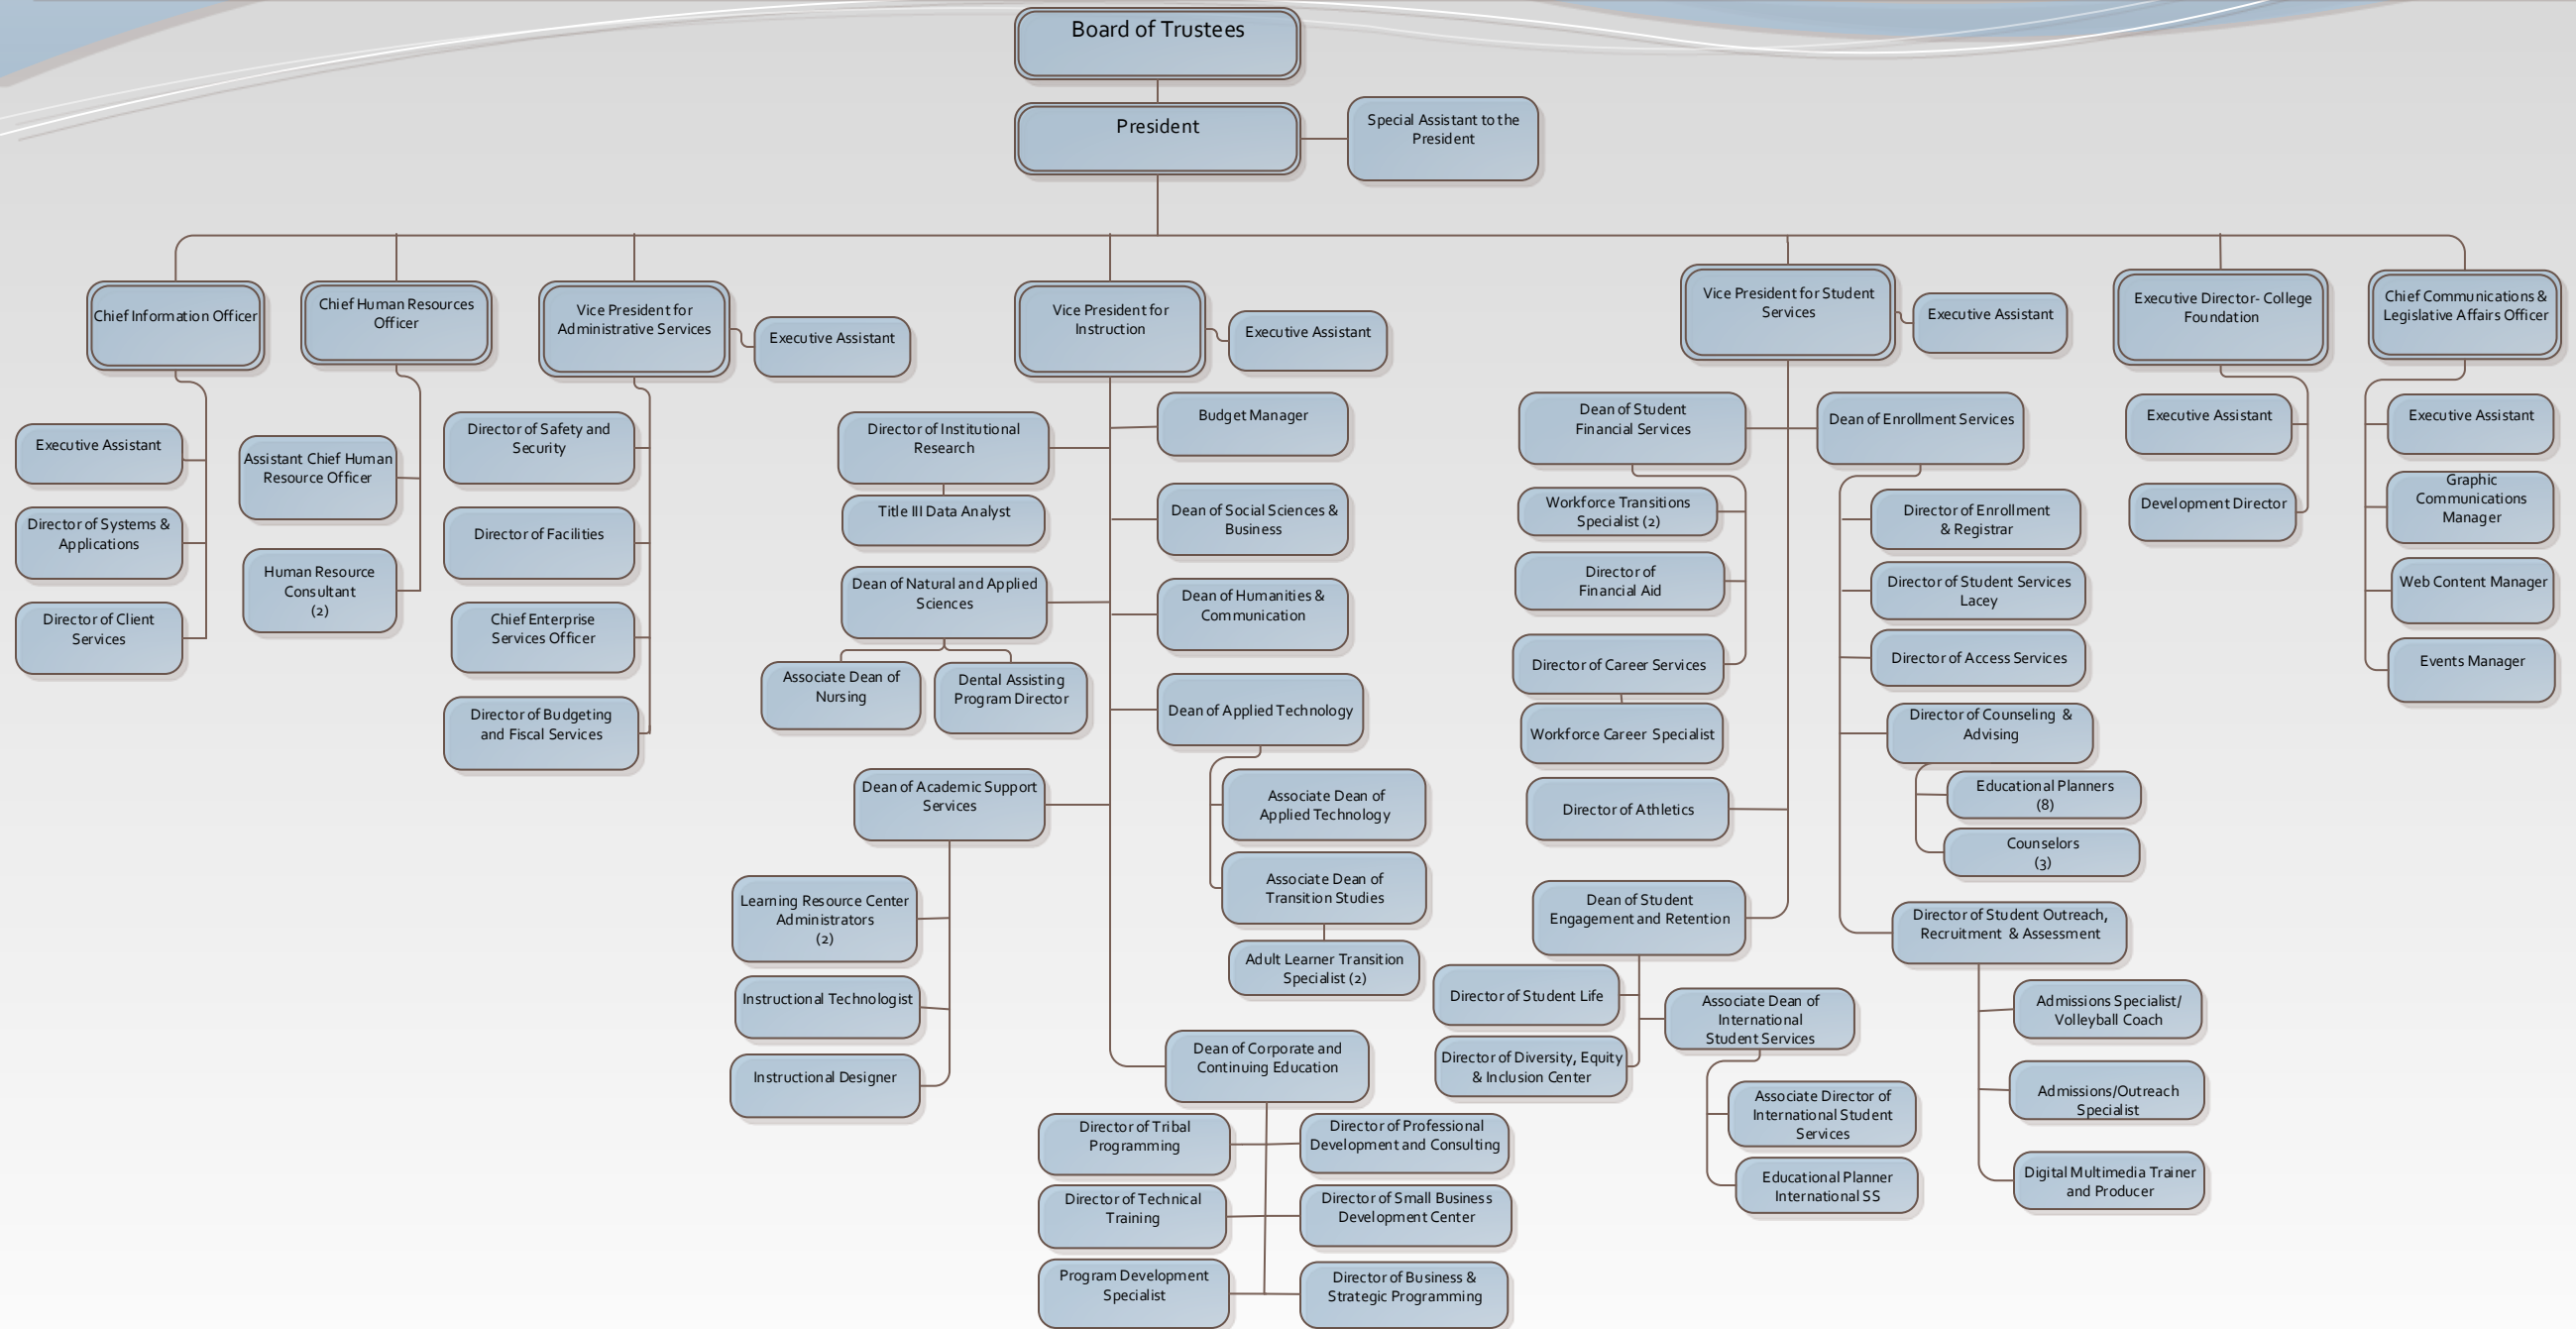 Board of Trustees
President
Special Assistant to the
President
Chief Information Officer
Executive Assistant
Director of Systems &
Applications
Director of Client
Services
Chief Human Resources
Officer
Assistant Chief Human
Resource Officer
Human Resource
Consultant
(2)
Vice President for
Administrative Services
Executive Assistant
Director of Safety and
Security
Director of Facilities
Chief Enterprise
Services Officer
Director of Budgeting
and Fiscal Services
Vice President for
Instruction
Executive Assistant
Budget Manager
Director of Institutional
Research
Title III Data Analyst
Dean of Social Sciences &
Business
Dean of Natural and Applied
Sciences
Associate Dean of
Nursing
Dental Assisting
Program Director
Dean of Humanities &
Communication
Dean of Applied Technology
Associate Dean of
Applied Technology
Associate Dean of
Transition Studies
Adult Learner Transition
Specialist (2)
Dean of Academic Support
Services
Learning Resource Center
Administrators
(2)
Instructional Technologist
Instructional Designer
Dean of Corporate and
Continuing Education
Director of Tribal
Programming
Director of Professional
Development and Consulting
Director of Technical
Training
Director of Small Business
Development Center
Program Development
Specialist
Director of Business &
Strategic Programming
Vice President for Student
Services
Executive Assistant
Dean of Student
Financial Services
Workforce Transitions
Specialist (2)
Director of
Financial Aid
Director of Career Services
Workforce Career Specialist
Director of Athletics
Dean of Student
Engagement and Retention
Director of Student Life
Director of Diversity, Equity
& Inclusion Center
Associate Dean of
International
Student Services
Associate Director of
International Student
Services
Educational Planner
International SS
Dean of Enrollment Services
Director of Enrollment
& Registrar
Director of Student Services
Lacey
Director of Access Services
Director of Counseling &
Advising
Educational Planners
(8)
Counselors
(3)
Director of Student Outreach,
Recruitment & Assessment
Admissions Specialist/
Volleyball Coach
Admissions/Outreach
Specialist
Digital Multimedia Trainer
and Producer
Executive Director- College
Foundation
Executive Assistant
Development Director
Chief Communications &
Legislative Affairs Officer
Executive Assistant
Graphic
Communications
Manager
Web Content Manager
Events Manager